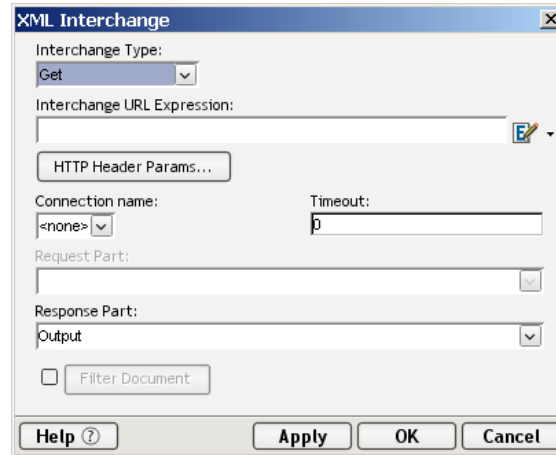 XML Interchange
Interchange Type:
Get
Interchange URL Expression:
HTTP Header Params...
Connection name:
Timeout:
<none>
0
Request Part:
Response Part:
Output
Filter Document
Help
Apply
OK
Cancel